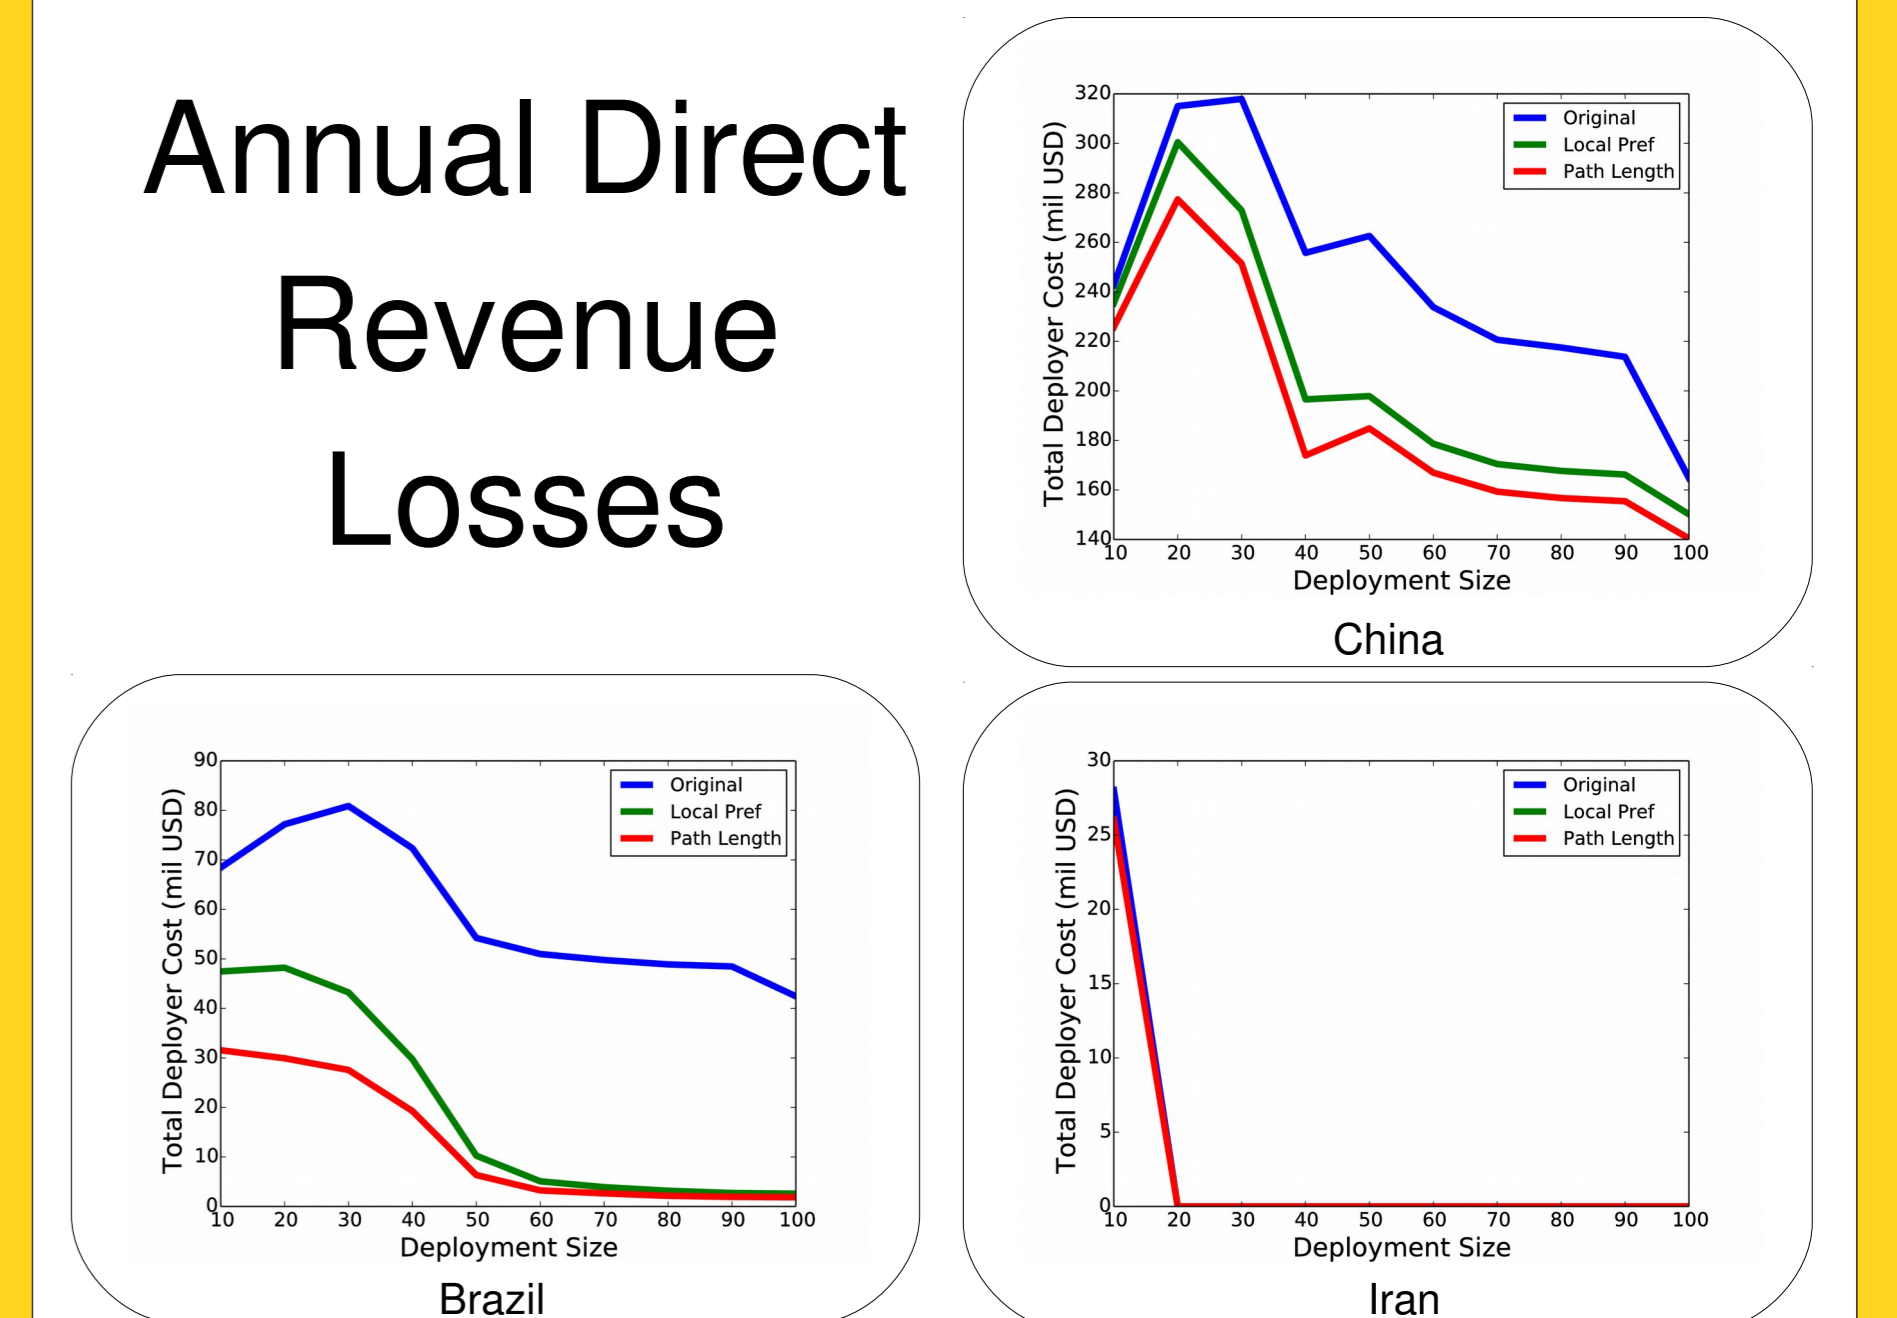 Annual Direct
Revenue
Losses
320
300
280
260
240
220
200
180
160
140
Total Deployer Cost (mil USD)
Original
Local Pref
Path Length
10 20 30 40 50 60 70 80 90 100
Deployment Size
China
90
80
70
60
50
40
30
20
10
0
Total Deployer Cost (mil USD)
Original
Local Pref
Path Length
10 20 30 40 50 60 70 80 90 100
Deployment Size
Brazil
30
25
20
15
10
5
0
Total Deployer Cost (mil USD)
Original
Local Pref
Path Length
10 20 30 40 50 60 70 80 90 100
Deployment Size
Iran